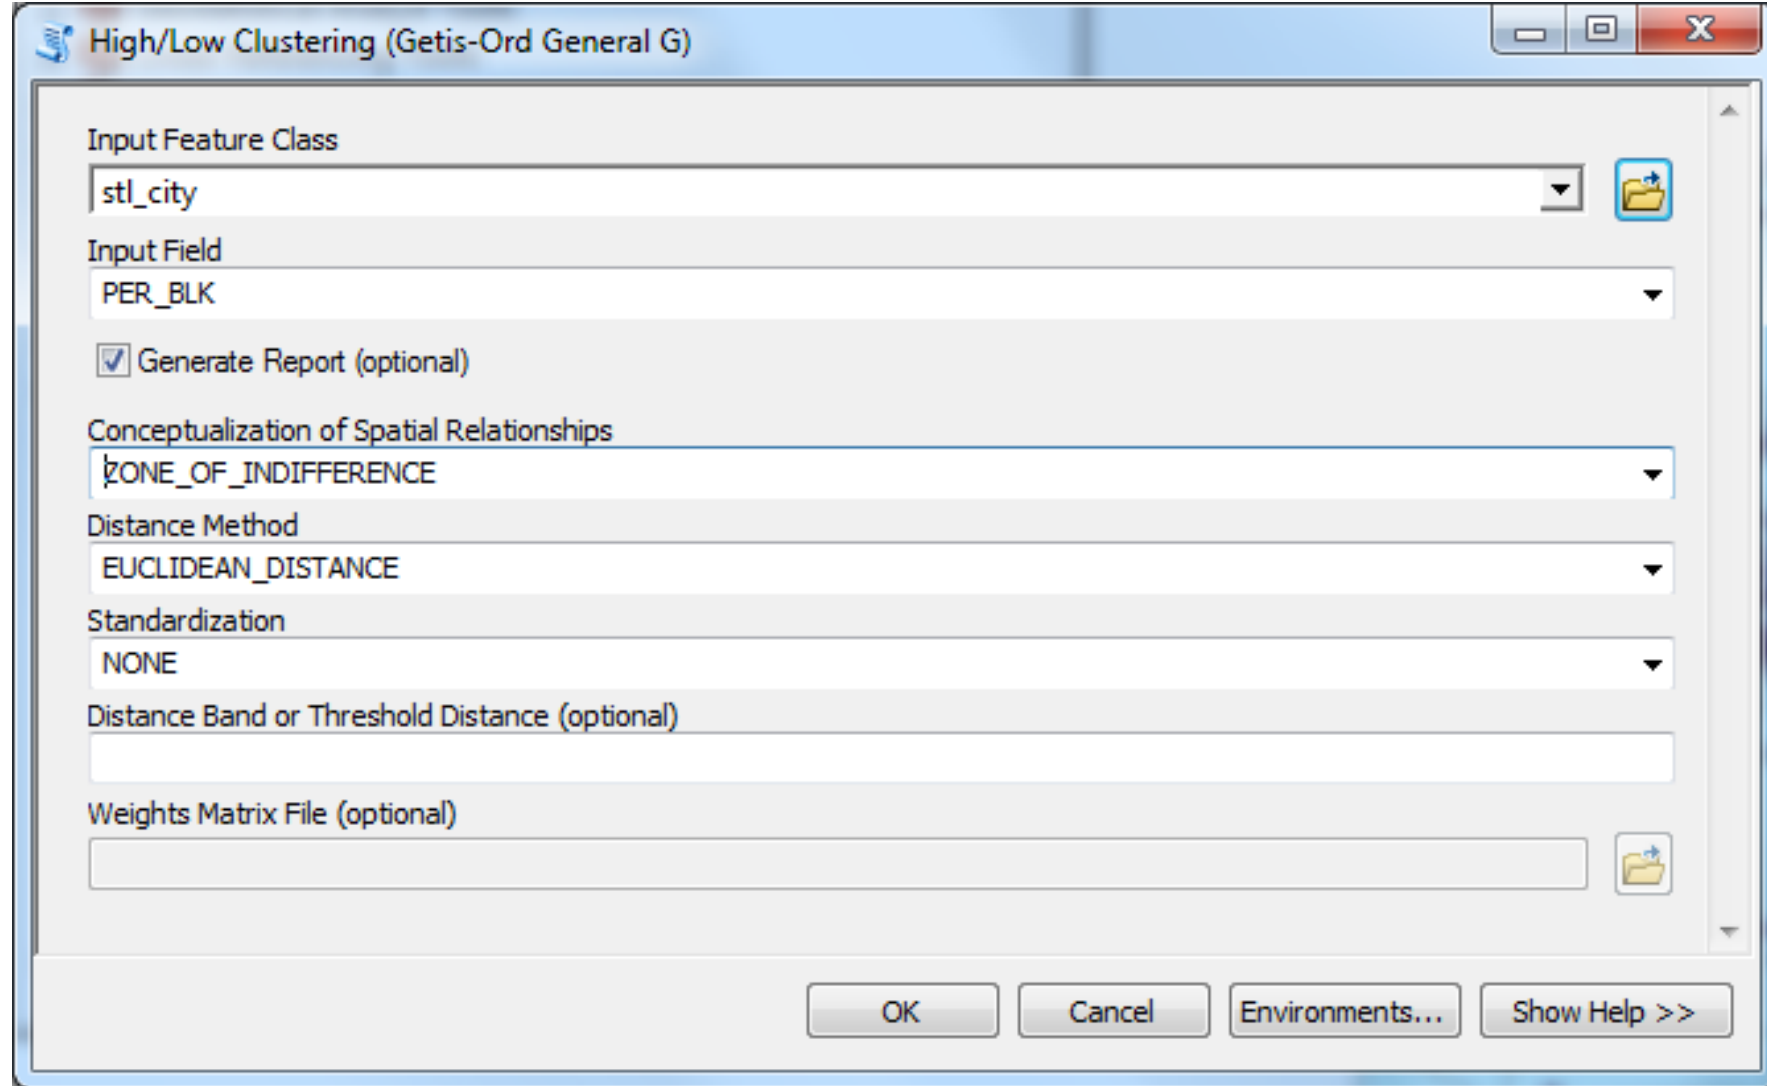 High/Low Clustering (Getis-Ord General G)
Input Feature Class
stl_city
Input Field
PER_BLK
Generate Report (optional)
Conceptualization of Spatial Relationships
ZONE_OF_INDIFFERENCE
Distance Method
EUCLIDEAN_DISTANCE
Standardization
NONE
Distance Band or Threshold Distance (optional)
Weights Matrix File (optional)
OK Cancel Environments... Show Help >>